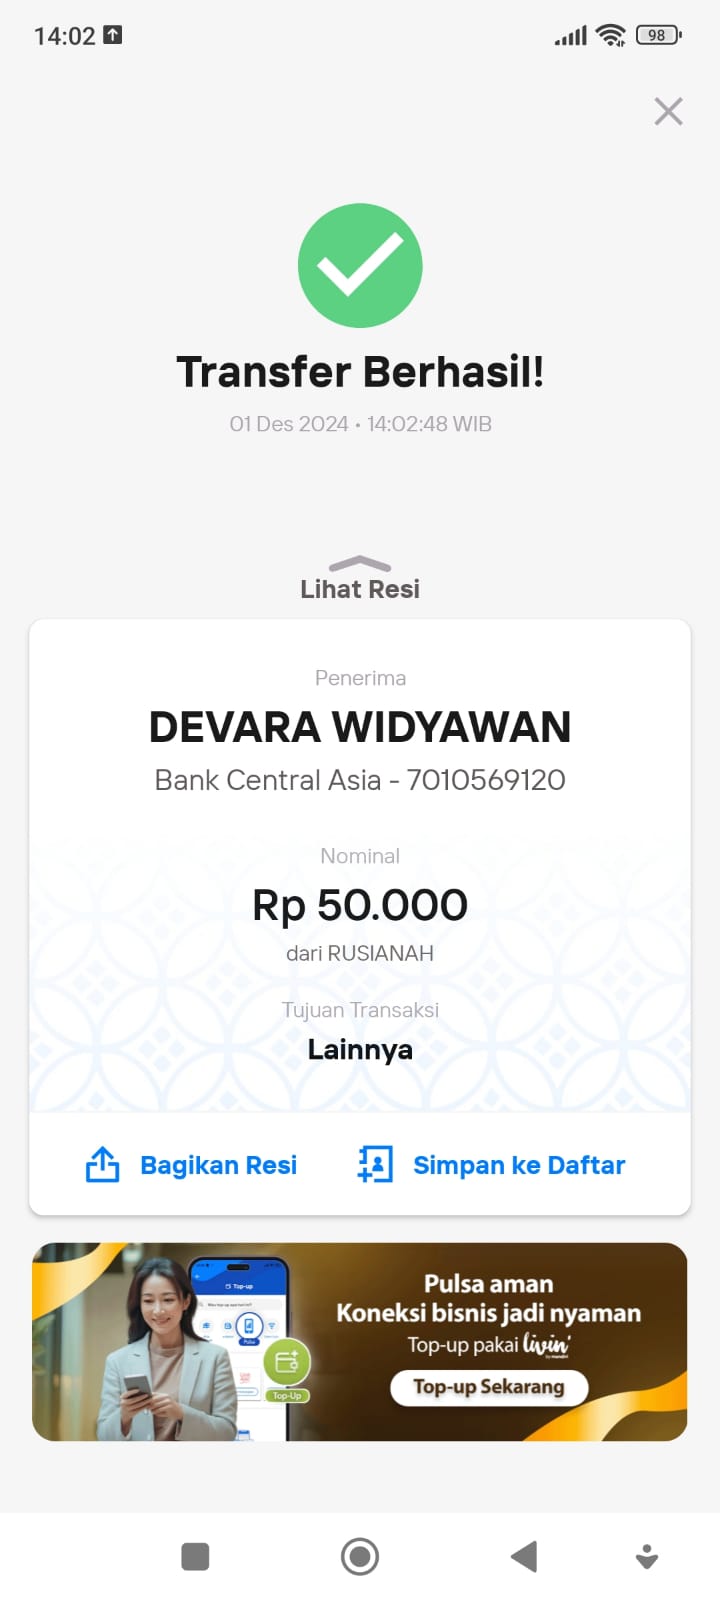 14:02
98
Transfer Berhasil!
01 Des 2024 • 14:02:48 WIB
Lihat Resi
Penerima
DEVARA WIDYAWAN
Bank Central Asia - 7010569120
Nominal
Rp 50.000
dari RUSIANAH
Tujuan Transaksi
Lainnya
Bagikan Resi
Simpan ke Daftar
Top-up
Pulsa
Top-Up
Pulsa aman
Koneksi bisnis jadi nyaman
Top-up pakai livin'
by mandiri
Top-up Sekarang